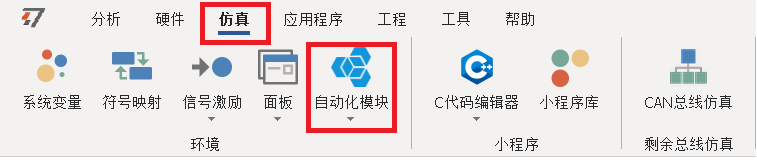 分析 硬件 仿真 应用程序 工程 工具 帮助
系统变量 符号映射 信号激励 面板 自动化模块 C代码编辑器 小程序库 CAN总线仿真
环境 小程序 剩余总线仿真